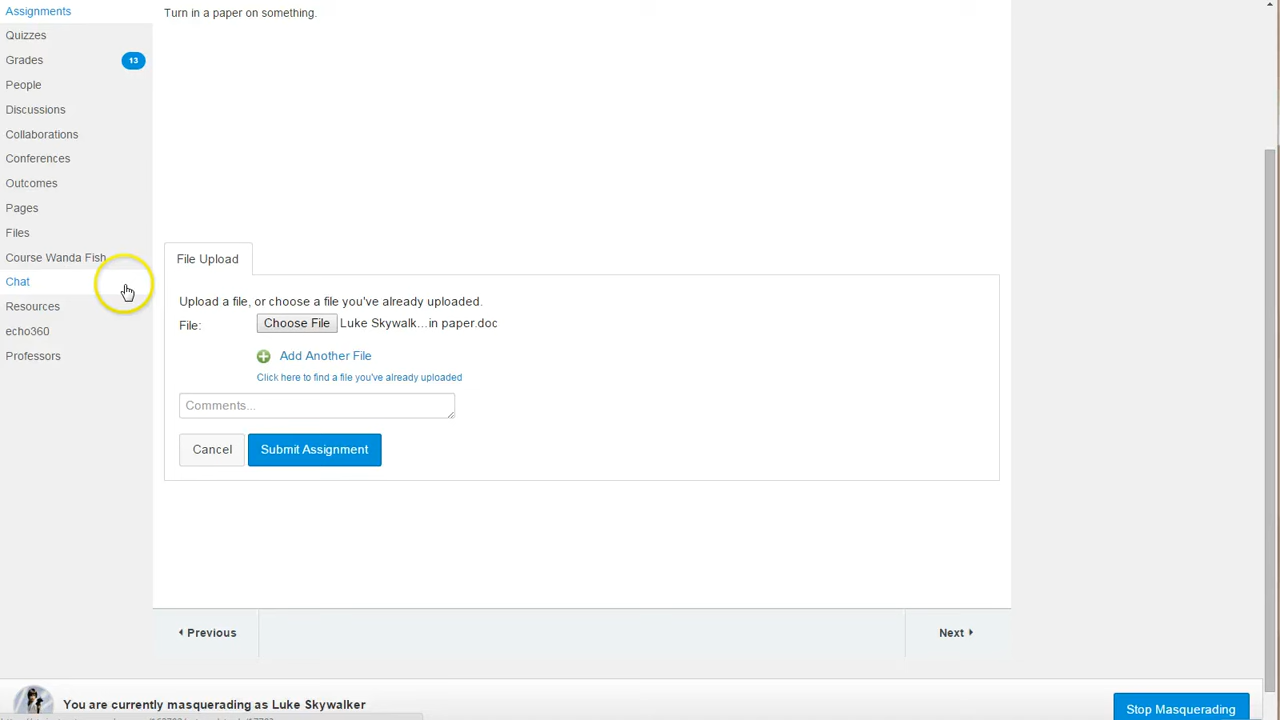 Assignments
Turn in a paper on something.
Quizzes
Grades
13
People
Discussions
Collaborations
Conferences
Outcomes
Pages
Files
Course Wanda Fish
Chat
Resources
echo360
Professors
File Upload
Upload a file, or choose a file you've already uploaded.
File:
Choose File
Luke Skywalk...in paper.doc
Add Another File
Click here to find a file you've already uploaded
Comments...
Cancel
Submit Assignment
Previous
Next
You are currently masquerading as Luke Skywalker
Stop Masquerading